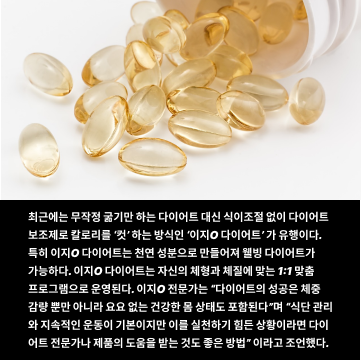 최근에는 무작정 굶기만 하는 다이어트 대신 식이조절 없이 다이어트
보조제로 칼로리를 ‘컷’ 하는 방식인 ‘이지O 다이어트’ 가 유행이다.
특히 이지O 다이어트는 천연 성분으로 만들어져 웰빙 다이어트가
가능하다. 이지O 다이어트는 자신의 체형과 체질에 맞는 1:1 맞춤
프로그램으로 운영된다. 이지O 전문가는 “다이어트의 성공은 체중
감량 뿐만 아니라 요요 없는 건강한 몸 상태도 포함된다”며 “식단 관리
와 지속적인 운동이 기본이지만 이를 실천하기 힘든 상황이라면 다이
어트 전문가나 제품의 도움을 받는 것도 좋은 방법” 이라고 조언했다.